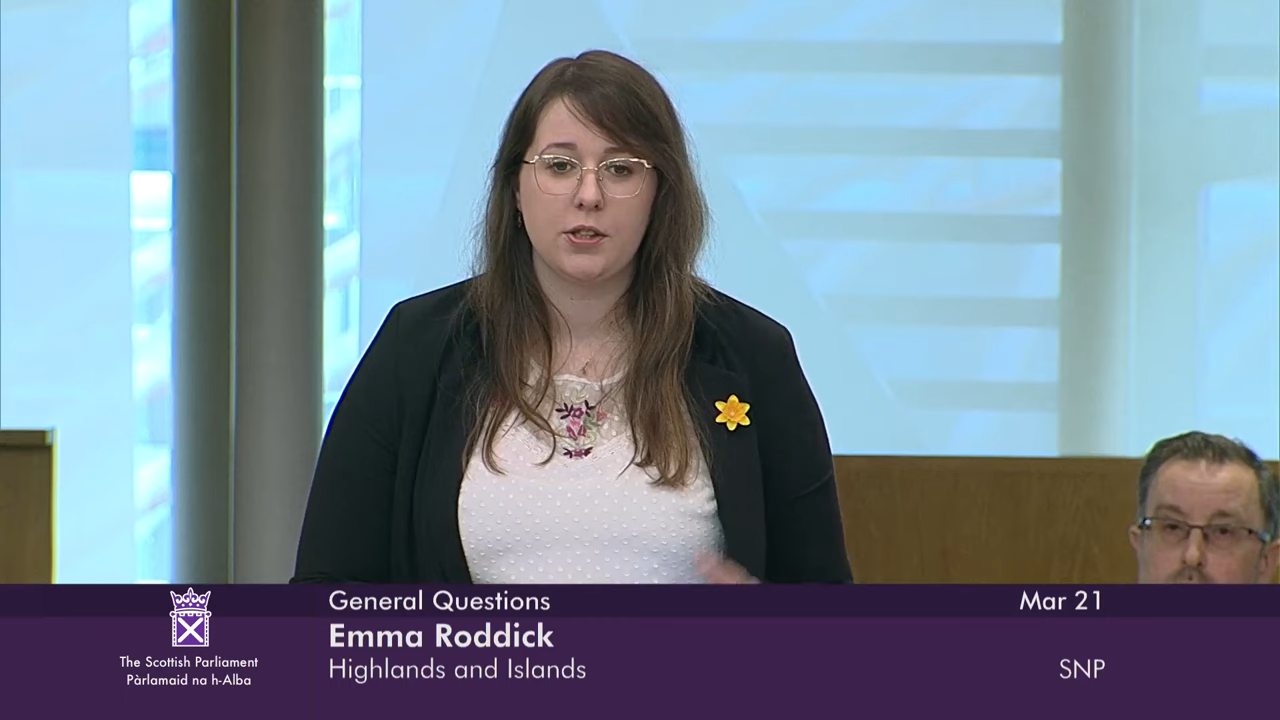 General Questions
Mar 21
Emma Roddick
Highlands and Islands
SNP
The Scottish Parliament
Pàrlamaid na h-Alba